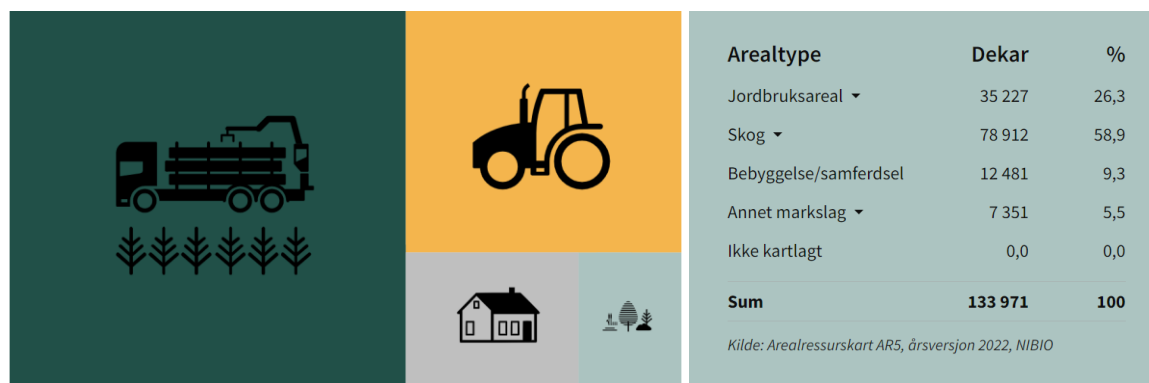 Arealtype Dekar %
Jordbruksareal 35 227 26,3
Skog 78 912 58,9
Bebyggelse/samferdsel 12 481 9,3
Annet markslag 7 351 5,5
Ikke kartlagt 0,0 0,0
Sum 133 971 100
Kilde: Arealressurskart AR5, årsversjon 2022, NIBIO